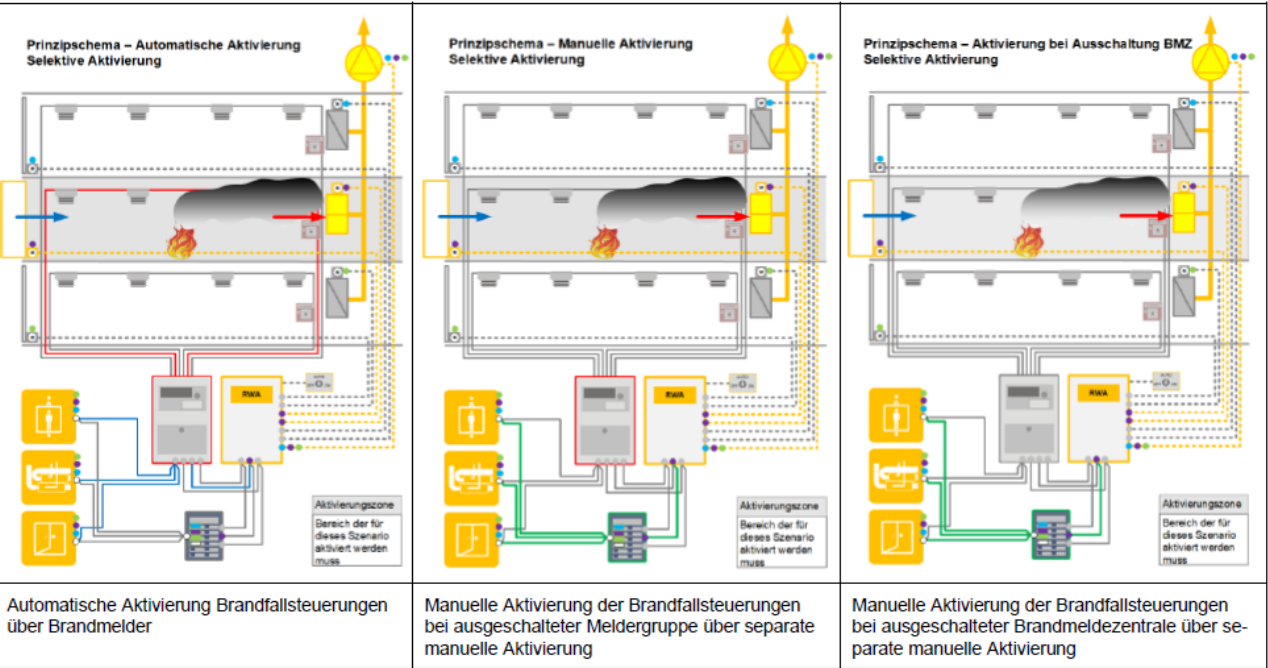 Prinzipschema – Automatische Aktivierung
Selektive Aktivierung
RWA
Aktivierungszone
Bereich der für
dieses Szenario
aktiviert werden
muss
Automatische Aktivierung Brandfallsteuerungen
über Brandmelder
Prinzipschema – Manuelle Aktivierung
Selektive Aktivierung
RWA
Aktivierungszone
Bereich der für
dieses Szenario
aktiviert werden
muss
Manuelle Aktivierung der Brandfallsteuerungen
bei ausgeschalteter Meldergruppe über separate
manuelle Aktivierung
Prinzipschema – Aktivierung bei Ausschaltung BMZ
Selektive Aktivierung
RWA
Aktivierungszone
Bereich der für
dieses Szenario
aktiviert werden
muss
Manuelle Aktivierung der Brandfallsteuerungen
bei ausgeschalteter Brandmeldezentrale über se-
parate manuelle Aktivierung